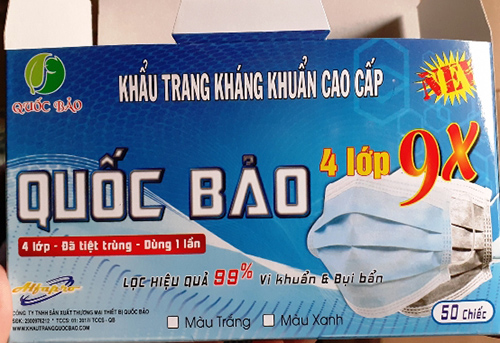 QUỐC BẢO
KHẨU TRANG KHÁNG KHUẨN CAO CẤP
NEW
QUỐC BẢO
4 lớp 9X
4 lớp - Đã tiệt trùng - Dùng 1 lần
Alfapro
LỌC HIỆU QUẢ 99% Vi khuẩn & Bụi bẩn
CÔNG TY TNHH SẢN XUẤT THƯƠNG MẠI THIẾT BỊ QUỐC BẢO
WWW.KHAUTRANGQUOCBAO.COM
Màu Trắng Màu Xanh
50 Chiếc